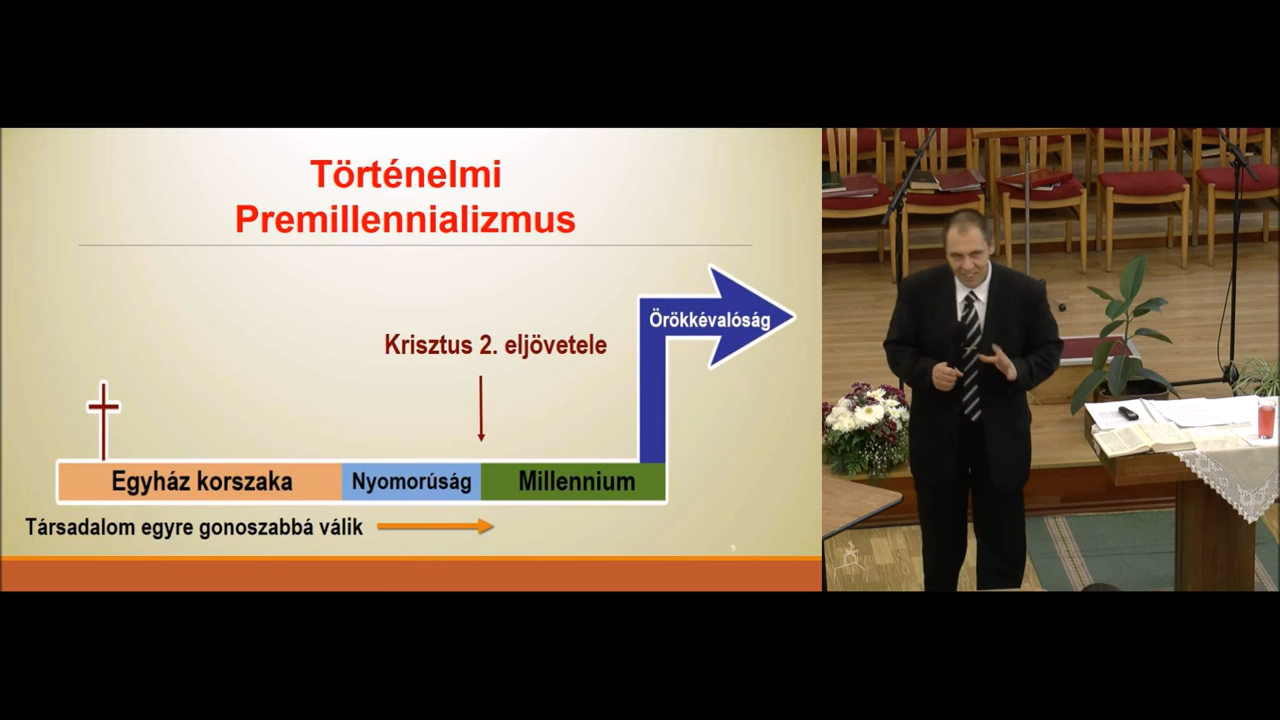 Történelmi
Premillennializmus
Örökkévalóság
Krisztus 2. eljövetele
Egyház korszaka
Nyomorúság
Millennium
Társadalom egyre gonoszabbá válik
9